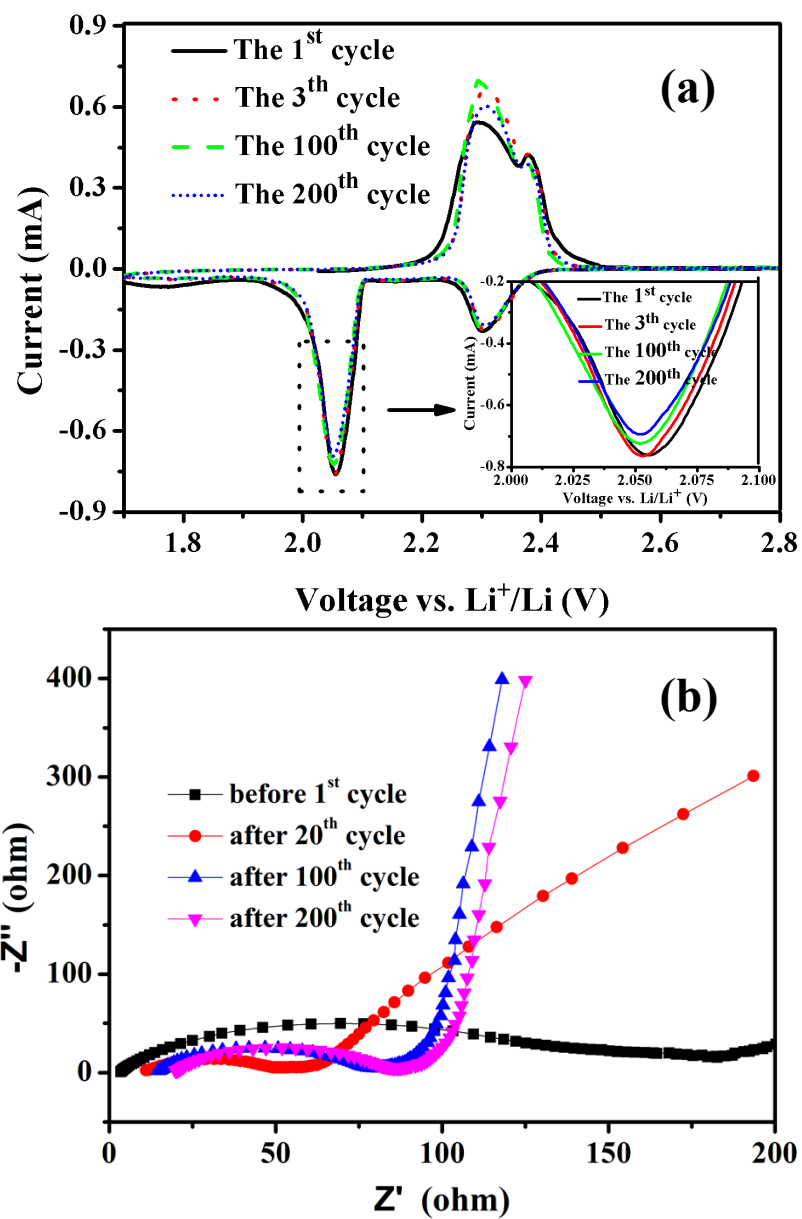 0.9
0.6
0.3
0.0
-0.3
-0.6
-0.9
Current (mA)
The 1st cycle
The 3th cycle
The 100th cycle
The 200th cycle
(a)
-0.2
-0.4
-0.6
-0.8
Current (mA)
The 1st cycle
The 3th cycle
The 100th cycle
The 200th cycle
2.000 2.025 2.050 2.075 2.100
Voltage vs. Li/Li+ (V)
1.8 2.0 2.2 2.4 2.6 2.8
Voltage vs. Li+/Li (V)
400
300
200
100
0
-Z'' (ohm)
(b)
before 1st cycle
after 20th cycle
after 100th cycle
after 200th cycle
0 50 100 150 200
Z' (ohm)